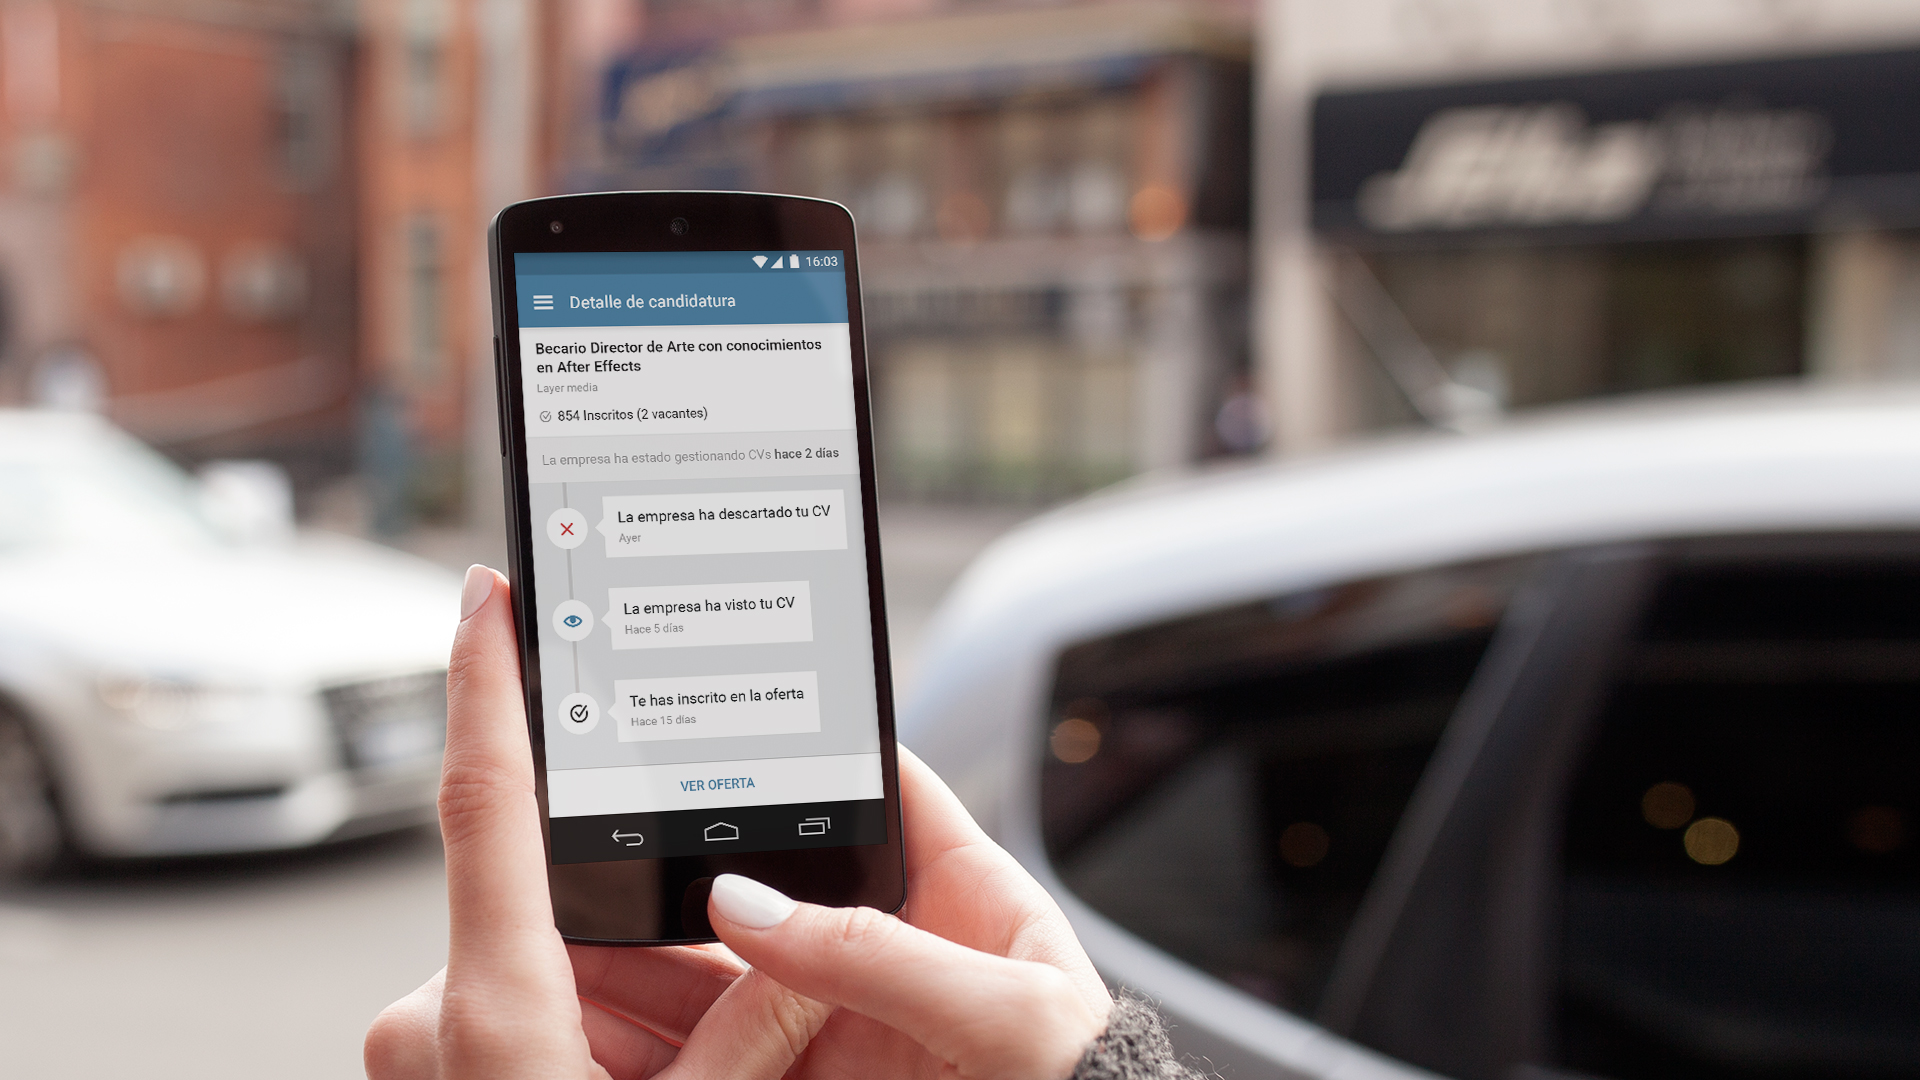 16:03
Detalle de candidatura
Becario Director de Arte con conocimientos
en After Effects
Layer media
854 Inscritos (2 vacantes)
La empresa ha estado gestionando CVs hace 2 días
La empresa ha descartado tu CV
Ayer
La empresa ha visto tu CV
Hace 5 días
Te has inscrito en la oferta
Hace 15 días
VER OFERTA